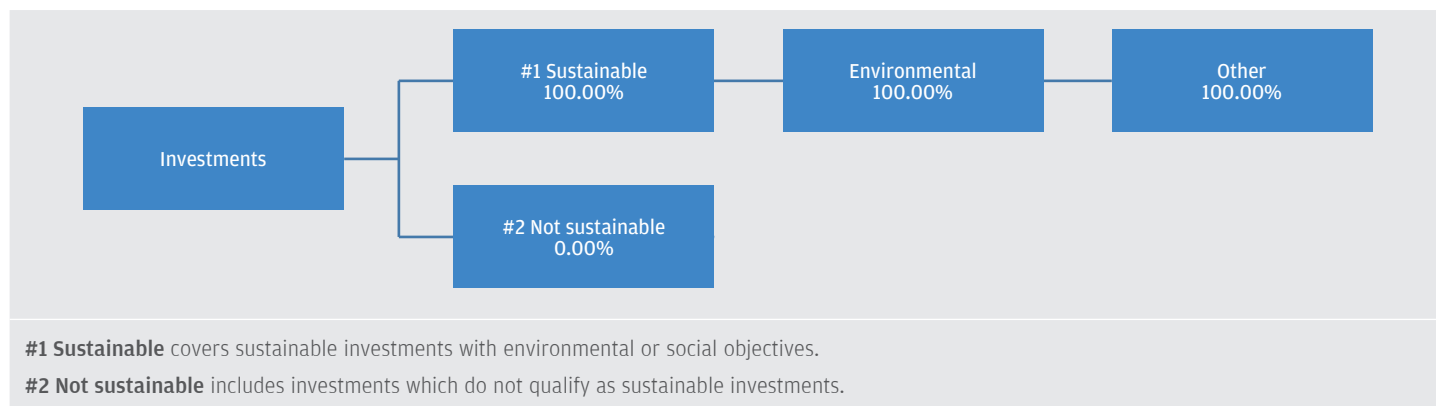 #1 Sustainable
100.00%
Environmental
100.00%
Other
100.00%
Investments
#2 Not sustainable
0.00%
#1 Sustainable covers sustainable investments with environmental or social objectives.
#2 Not sustainable includes investments which do not qualify as sustainable investments.